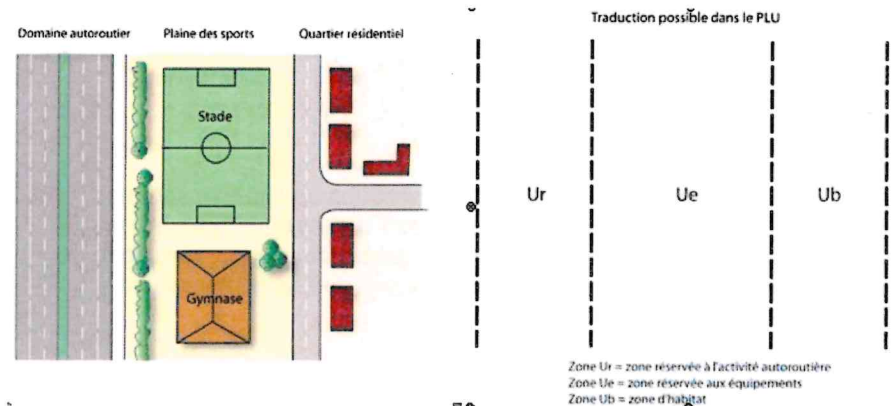 Domaine autoroutier
Plaine des sports
Quartier résidentiel
Stade
Gymnase
Traduction possible dans le PLU
Ur
Ue
Ub
Zone Ur = zone réservée à l'activité autoroutière
Zone Ue = zone réservée aux équipements
Zone Ub = zone d'habitat